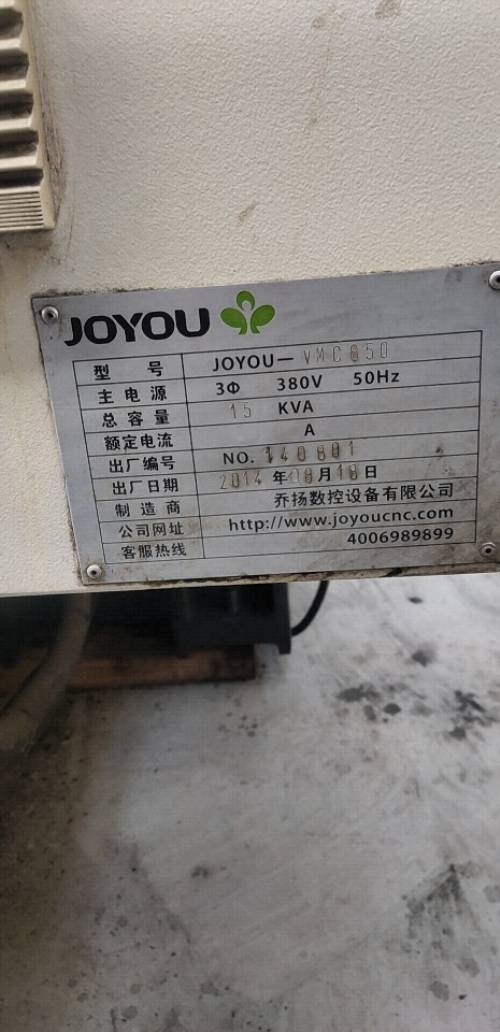 JOYOU
型 号 JOYOU—VMC850
主电源 3Φ 380V 50Hz
总容量 15 KVA
额定电流 A
出厂编号 NO. 140801
出厂日期 2014 年 08 月 18 日
制造商 乔扬数控设备有限公司
公司网址 http://www.joyoucnc.com
客服热线 4006989899